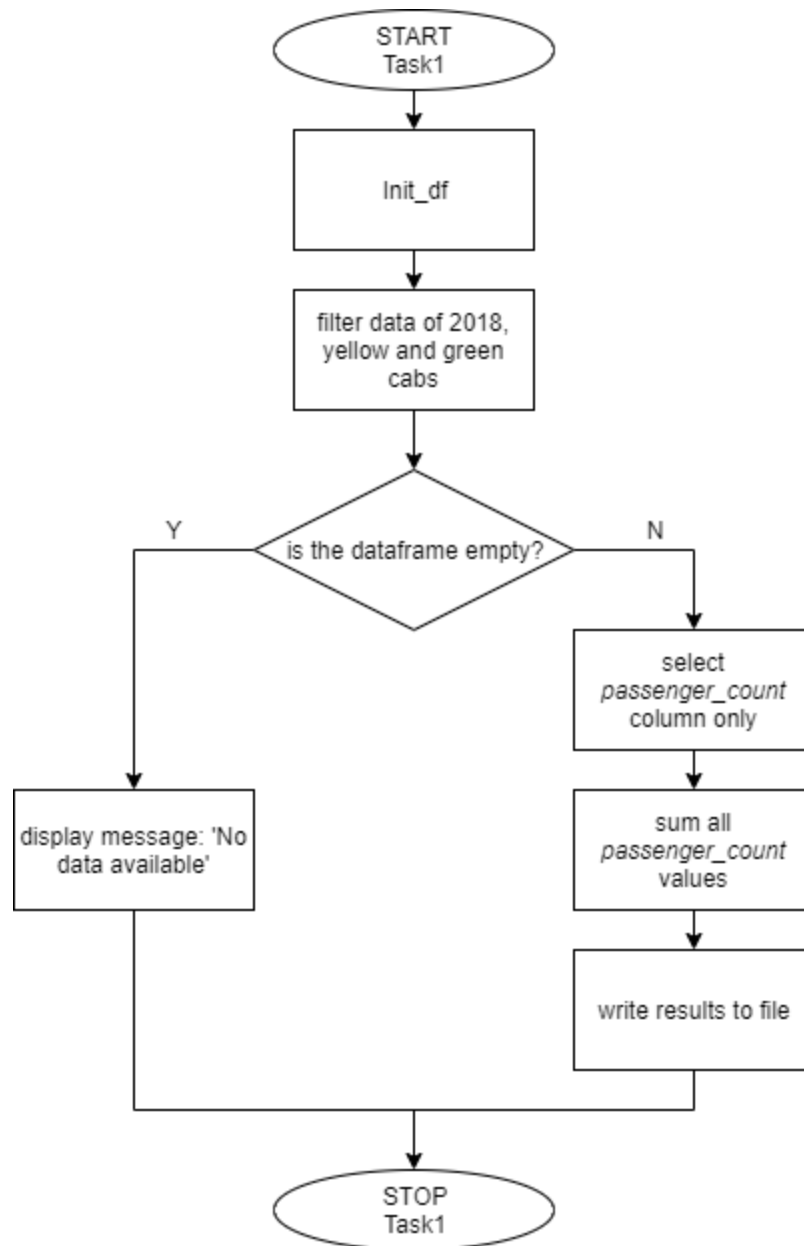 START
Task1
Init_df
filter data of 2018,
yellow and green
cabs
is the dataframe empty?
Y
N
select
passenger_count
column only
display message: 'No
data available'
sum all
passenger_count
values
write results to file
STOP
Task1